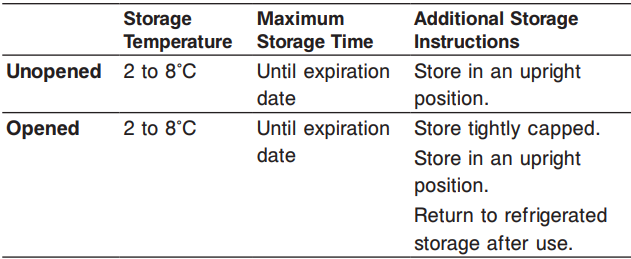 Storage Temperature Maximum Storage Time Additional Storage Instructions
Unopened 2 to 8°C Until expiration date Store in an upright position.
Opened 2 to 8°C Until expiration date Store tightly capped.
Store in an upright position.
Return to refrigerated storage after use.